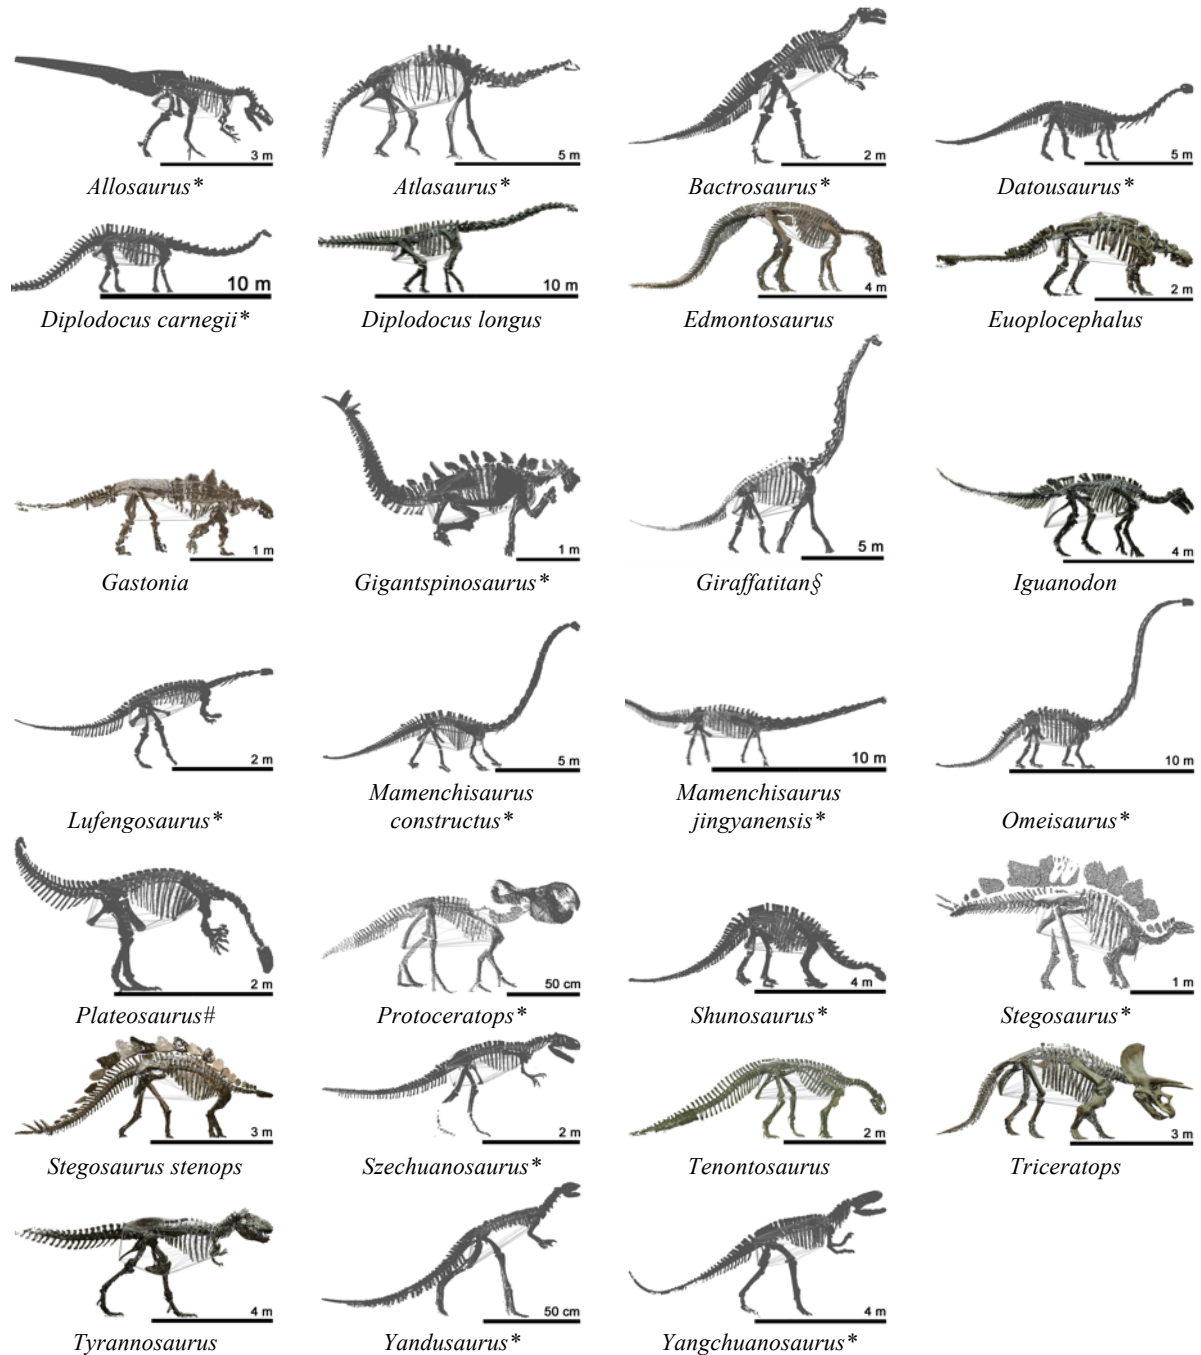 3 m
5 m
2 m
5 m
Allosaurus*
Atlasaurus*
Bactrosaurus*
Datousaurus*
10 m
10 m
4 m
2 m
Diplodocus carnegii*
Diplodocus longus
Edmontosaurus
Euoplocephalus
1 m
1 m
5 m
4 m
Gastonia
Gigantspinosaurus*
Giraffatitan§
Iguanodon
2 m
5 m
10 m
10 m
Lufengosaurus*
Mamenchisaurus
constructus*
Mamenchisaurus
jingyanensis*
Omeisaurus*
2 m
50 cm
4 m
1 m
Plateosaurus#
Protoceratops*
Shunosaurus*
Stegosaurus*
3 m
2 m
2 m
3 m
Stegosaurus stenops
Szechuanosaurus*
Tenontosaurus
Triceratops
4 m
50 cm
4 m
Tyrannosaurus
Yandusaurus*
Yangchuanosaurus*